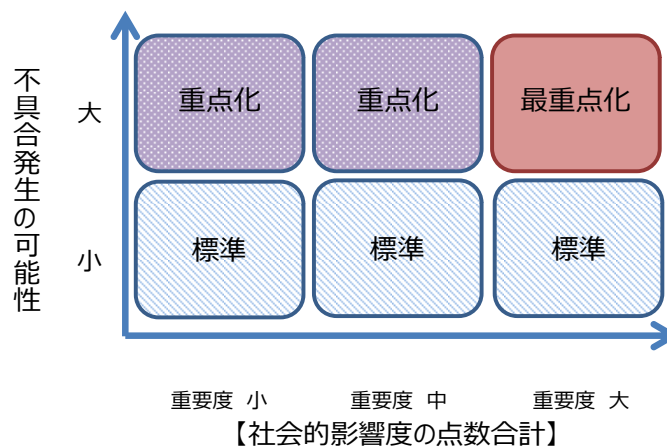 不具合発生の可能性
大
重点化
重点化
最重点化
小
標準
標準
標準
重要度 小
重要度 中
重要度 大
【社会的影響度の点数合計】